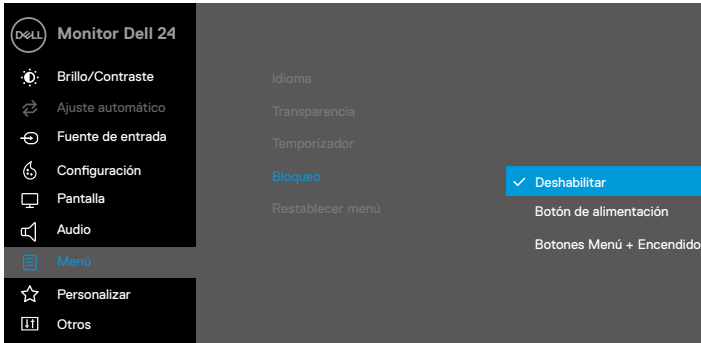 DELL
Monitor Dell 24
Brillo/Contraste
Ajuste automático
Fuente de entrada
Configuración
Pantalla
Audio
Menú
Personalizar
Otros
Idioma
Transparencia
Temporizador
Bloqueo
Restablecer menú
Deshabilitar
Botón de alimentación
Botones Menú + Encendido